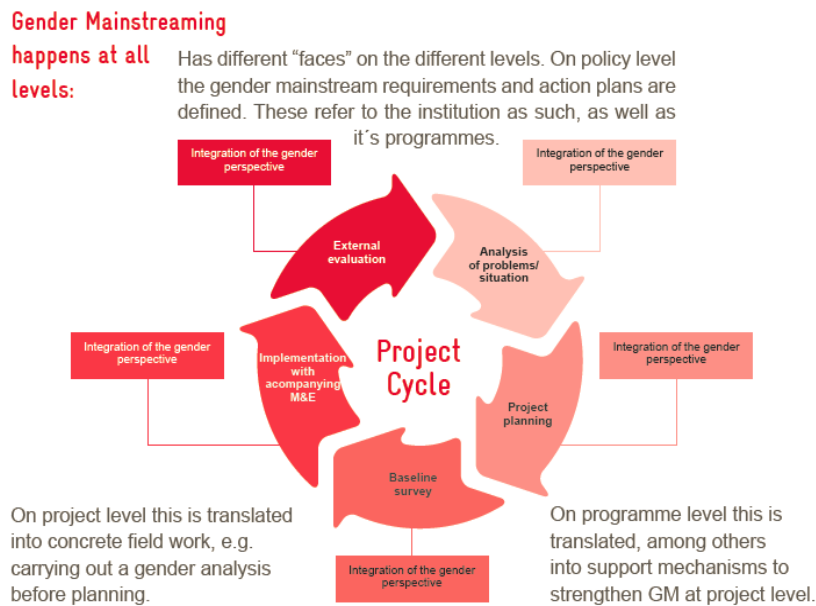 Gender Mainstreaming
happens at all
levels:
Has different “faces” on the different levels. On policy level
the gender mainstream requirements and action plans are
defined. These refer to the institution as such, as well as
it´s programmes.
Integration of the gender
perspective
Integration of the gender
perspective
External
evaluation
Analysis
of problems/
situation
Integration of the gender
perspective
Implementation
with
acompanying
M&E
Project
Cycle
Integration of the gender
perspective
Project
planning
Baseline
survey
On project level this is translated
into concrete field work, e.g.
carrying out a gender analysis
before planning.
Integration of the gender
perspective
On programme level this is
translated, among others
into support mechanisms to
strengthen GM at project level.